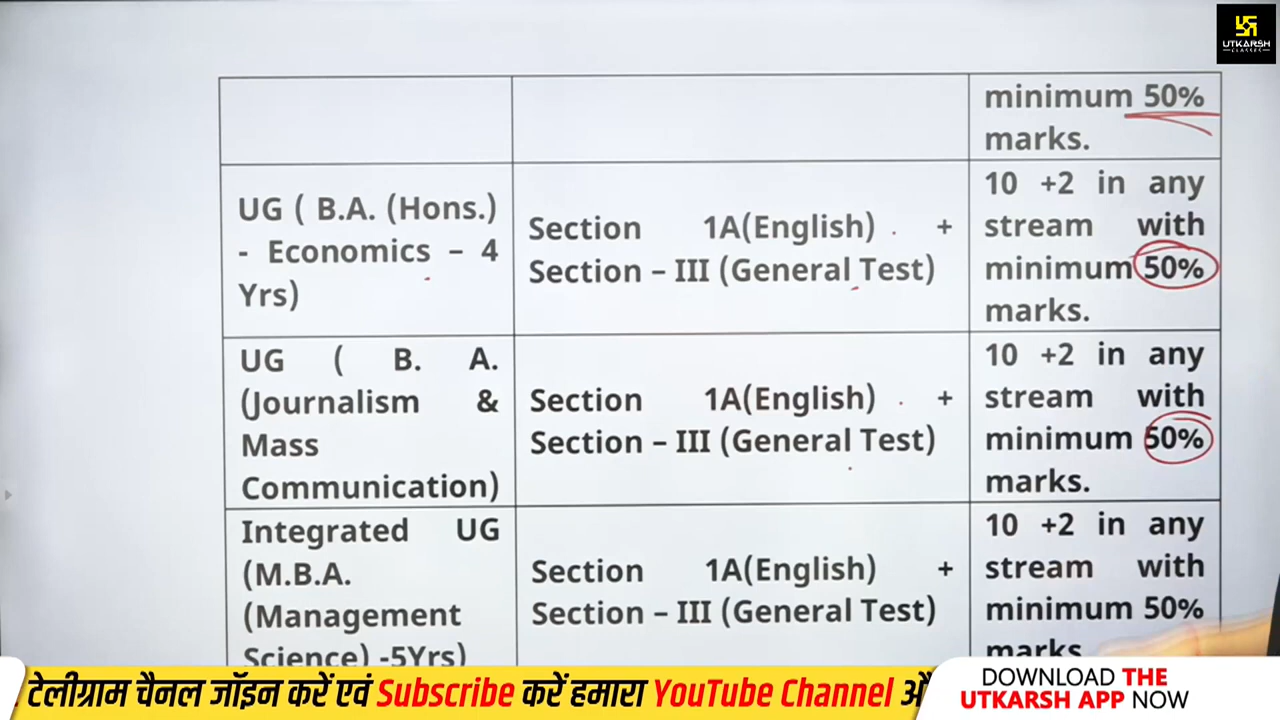 UTKARSH
CLASSES
minimum 50%
marks.
UG ( B.A. (Hons.)
- Economics – 4
Yrs)
Section 1A(English) +
Section – III (General Test)
10 +2 in any
stream with
minimum 50%
marks.
UG ( B. A.
(Journalism &
Mass
Communication)
Section 1A(English) +
Section – III (General Test)
10 +2 in any
stream with
minimum 50%
marks.
Integrated UG
(M.B.A.
(Management
Science) -5Yrs)
Section 1A(English) +
Section – III (General Test)
10 +2 in any
stream with
minimum 50%
marks
टेलीग्राम चैनल जॉइन करें एवं Subscribe करें हमारा YouTube Channel औ
DOWNLOAD THE
UTKARSH APP NOW